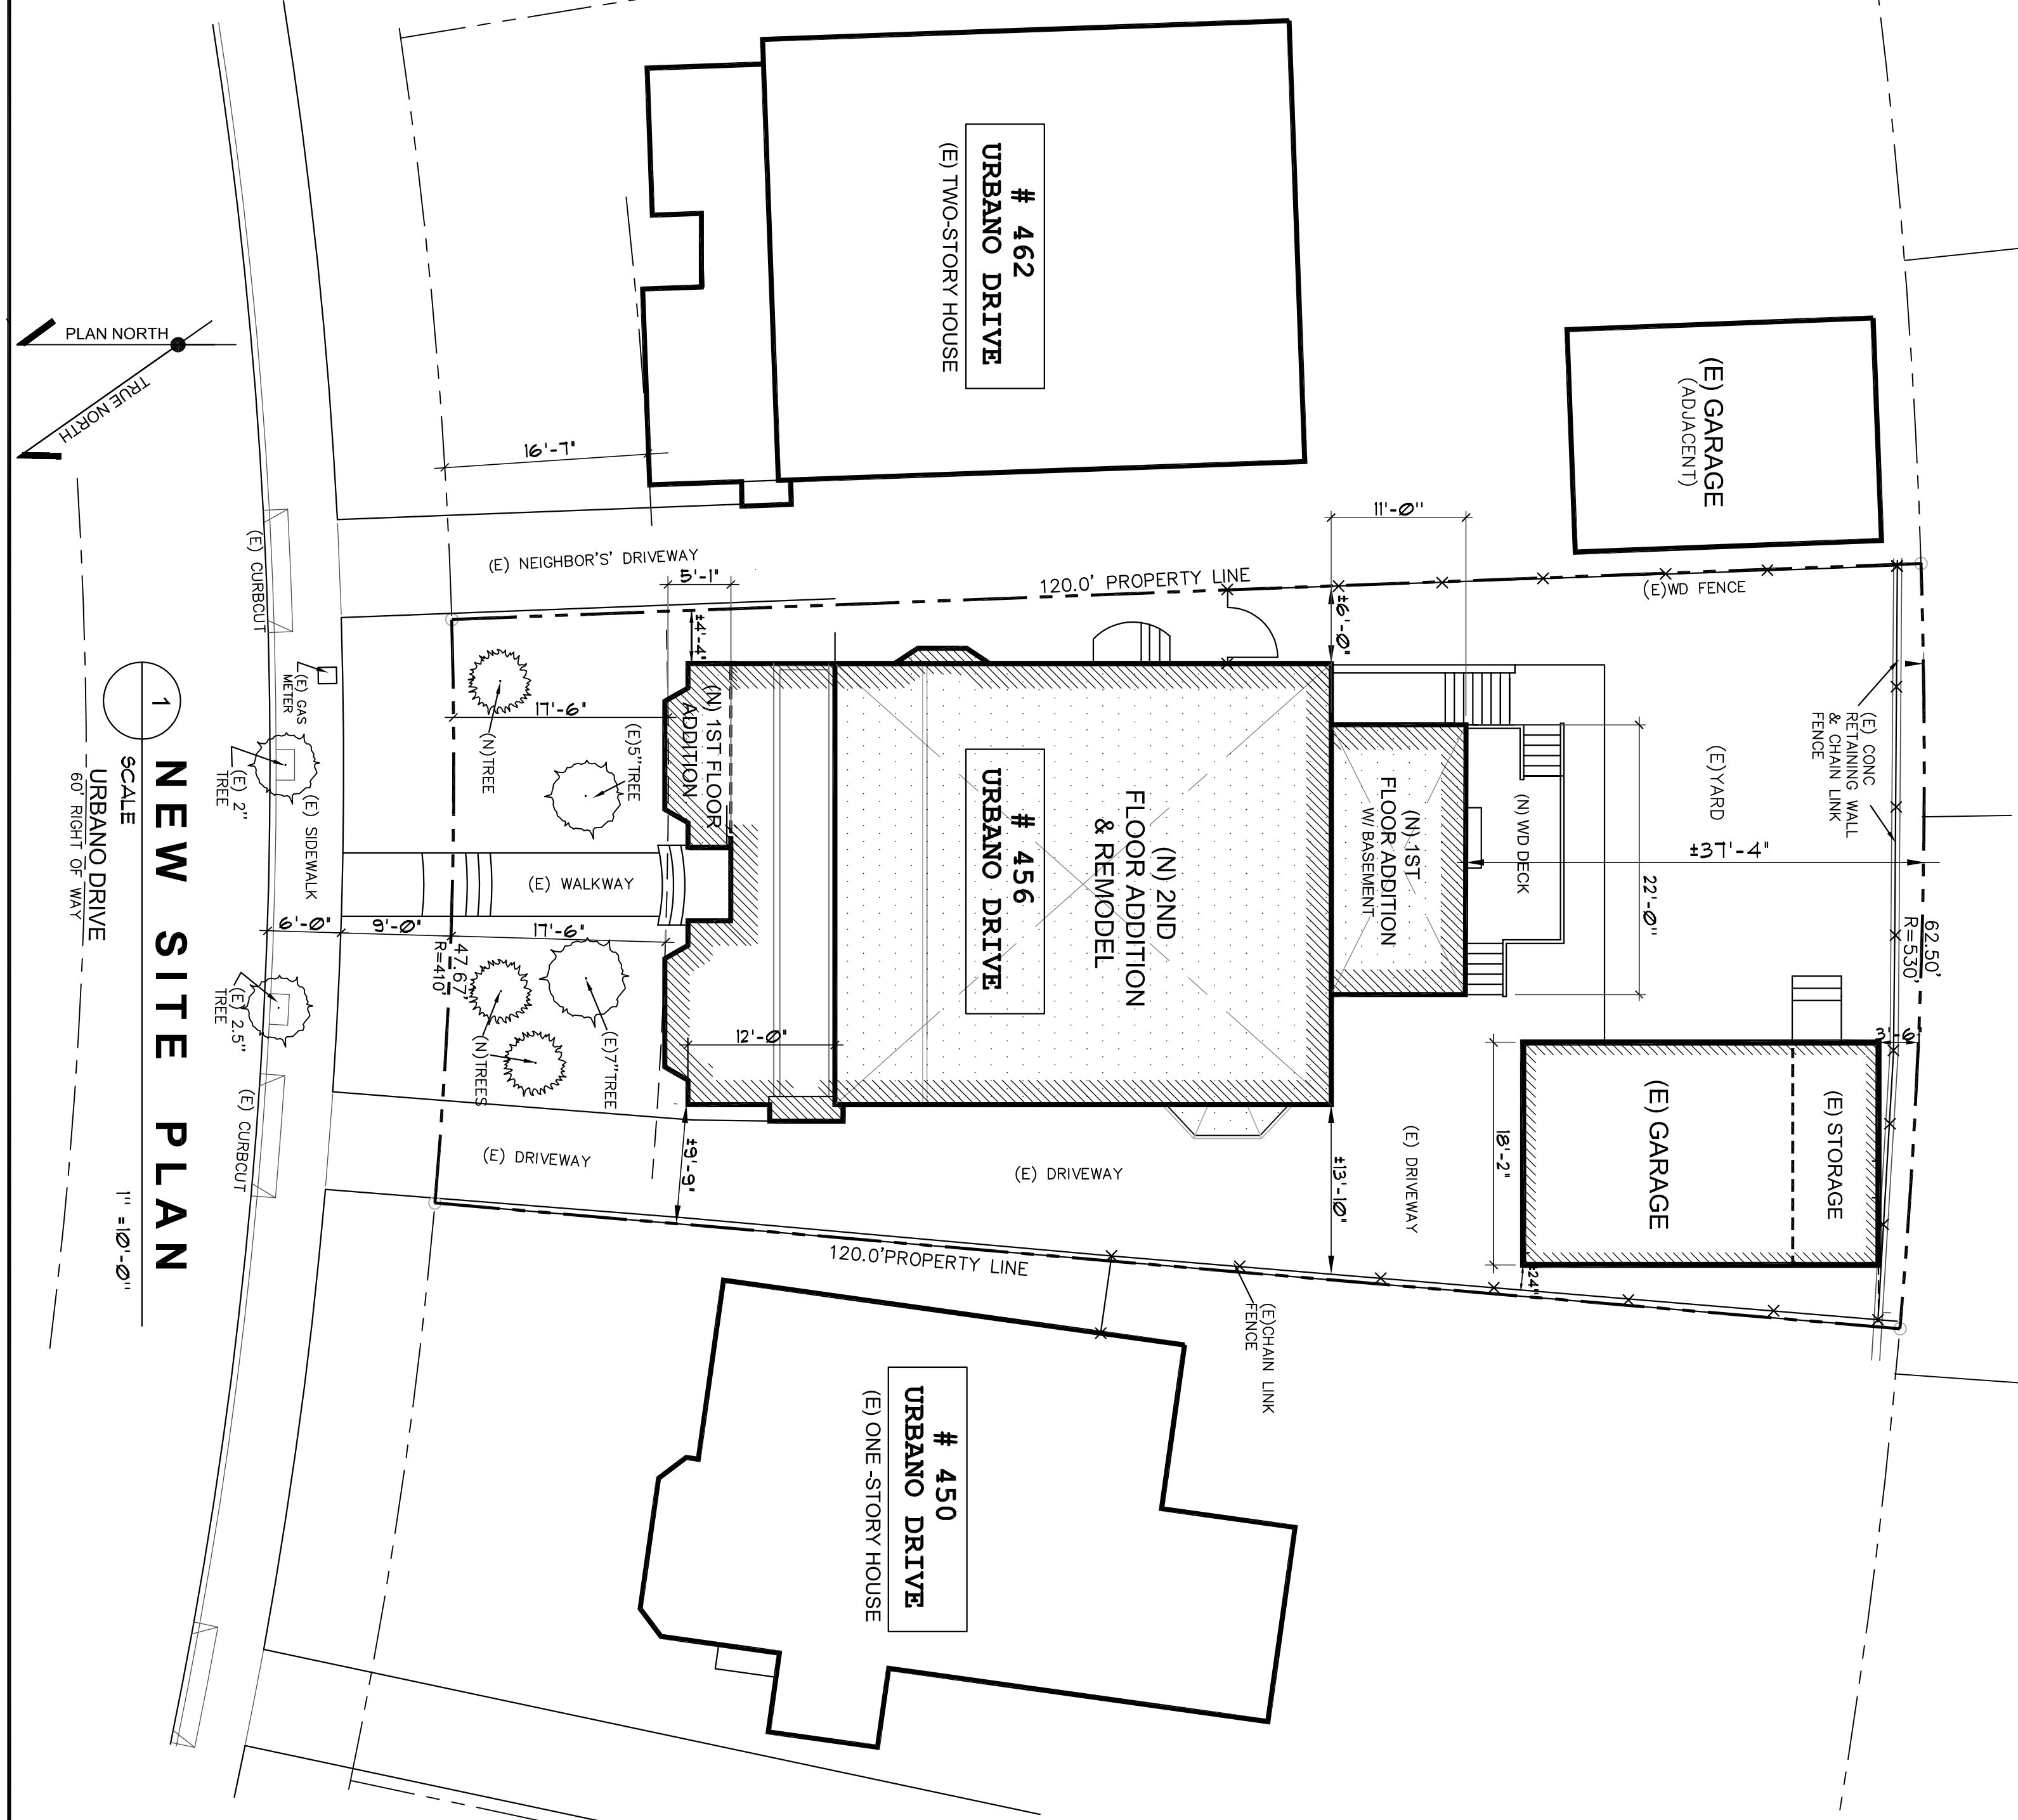 # 462
URBANO DRIVE
(E) TWO-STORY HOUSE
(E) GARAGE
(ADJACENT)
PLAN NORTH
TRUE NORTH
16'-7"
(E) NEIGHBOR'S' DRIVEWAY
5'-1"
11'-0"
120.0' PROPERTY LINE
(E)WD FENCE
±4'-4"
±6'-0"
(E) CURBCUT
(E) GAS
METER
(E) 2"
TREE
(E) SIDEWALK
17'-6"
(N)TREE
(E)5"TREE
(N) 1ST FLOOR
ADDITION
# 456
URBANO DRIVE
(N) 2ND
FLOOR ADDITION
& REMODEL
(N) 1ST
FLOOR ADDITION
W/ BASEMENT
(N) WD DECK
(E)YARD
(E) CONC
RETAINING WALL
& CHAIN LINK
FENCE
±37'-4"
22'-0"
62.50'
R=530'
(E) WALKWAY
6'-0"
9'-0"
17'-6"
47.67'
R=410'
(N)TREES
(E)7"TREE
12'-0"
3'-6"
(E) 2.5"
TREE
(E) CURBCUT
(E) DRIVEWAY
±9'-9"
(E) DRIVEWAY
±13'-10"
(E) DRIVEWAY
18'-2"
(E) GARAGE
(E) STORAGE
±24"
120.0'PROPERTY LINE
(E)CHAIN LINK
FENCE
# 450
URBANO DRIVE
(E) ONE -STORY HOUSE
1
NEW SITE PLAN
SCALE
1" =10'-0"
URBANO DRIVE
60' RIGHT OF WAY